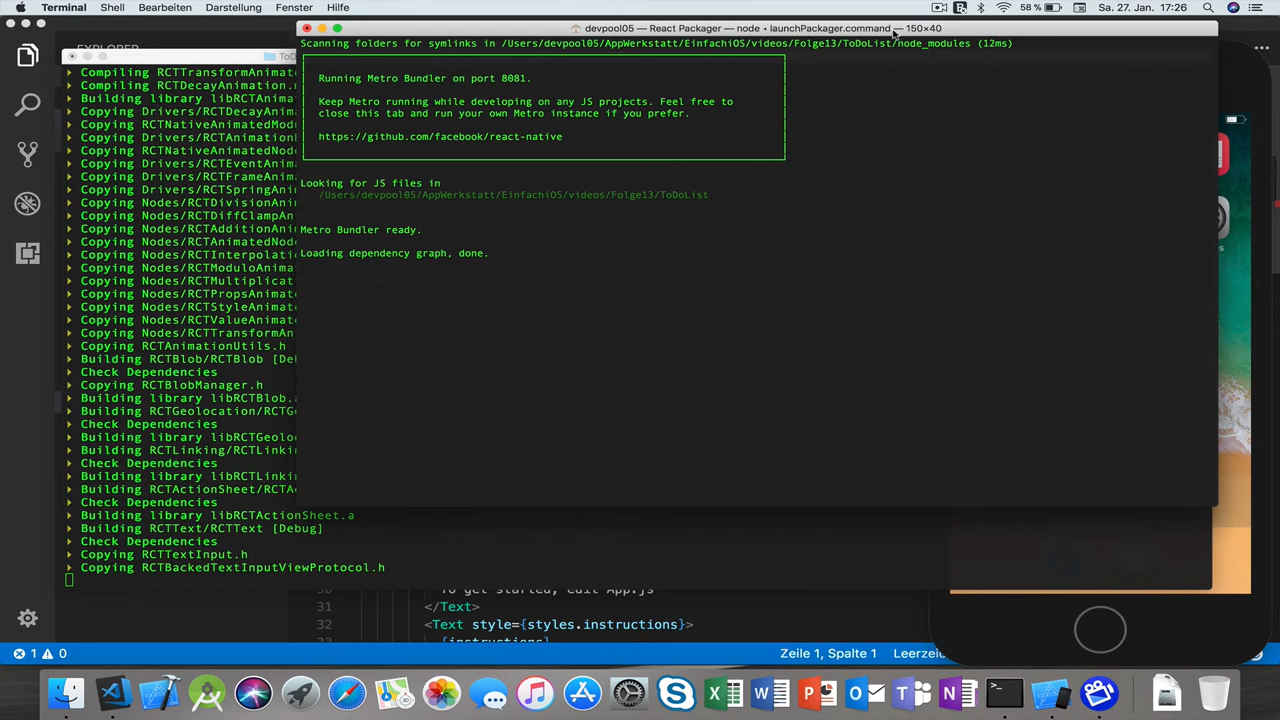 Terminal Shell Bearbeiten Darstellung Fenster Hilfe 58 % Sa. 27. Jan. 17:26
EXPLORER
ToD
devpool05 — React Packager — node • launchPackager.command — 150×40
Scanning folders for symlinks in /Users/devpool05/AppWerkstatt/EinfachiOS/videos/Folge13/ToDoList/node_modules (12ms)
Running Metro Bundler on port 8081.
Keep Metro running while developing on any JS projects. Feel free to
close this tab and run your own Metro instance if you prefer.
https://github.com/facebook/react-native
Looking for JS files in
/Users/devpool05/AppWerkstatt/EinfachiOS/videos/Folge13/ToDoList
Metro Bundler ready.
Loading dependency graph, done.
Compiling RCTTransformAnimat
Compiling RCTDecayAnimation.
Building library libRCTAnima
Copying Drivers/RCTDecayAnim
Copying RCTNativeAnimatedMod
Copying Drivers/RCTAnimation
Copying RCTNativeAnimatedNod
Copying Drivers/RCTEventAnim
Copying Drivers/RCTFrameAnim
Copying Drivers/RCTSpringAni
Copying Nodes/RCTDivisionAni
Copying Nodes/RCTDiffClampAn
Copying Nodes/RCTAdditionAni
Copying Nodes/RCTAnimatedNod
Copying Nodes/RCTInterpolati
Copying Nodes/RCTModuloAnima
Copying Nodes/RCTMultiplicat
Copying Nodes/RCTPropsAnimat
Copying Nodes/RCTStyleAnimat
Copying Nodes/RCTValueAnimat
Copying Nodes/RCTTransformAn
Copying RCTAnimationUtils.h
Building RCTBlob/RCTBlob [De
Check Dependencies
Copying RCTBlobManager.h
Building library libRCTBlob.a
Building RCTGeolocation/RCTG
Check Dependencies
Building library libRCTGeolo
Building RCTLinking/RCTLinki
Check Dependencies
Building library libRCTLinki
Building RCTActionSheet/RCTA
Check Dependencies
Building library libRCTActionSheet.a
Building RCTText/RCTText [Debug]
Check Dependencies
Copying RCTTextInput.h
Copying RCTBackedTextInputViewProtocol.h
To get started, edit App.js
31 </Text>
32 <Text style={styles.instructions}>
{instructions}
1 0 Zeile 1, Spalte 1 Leerzei